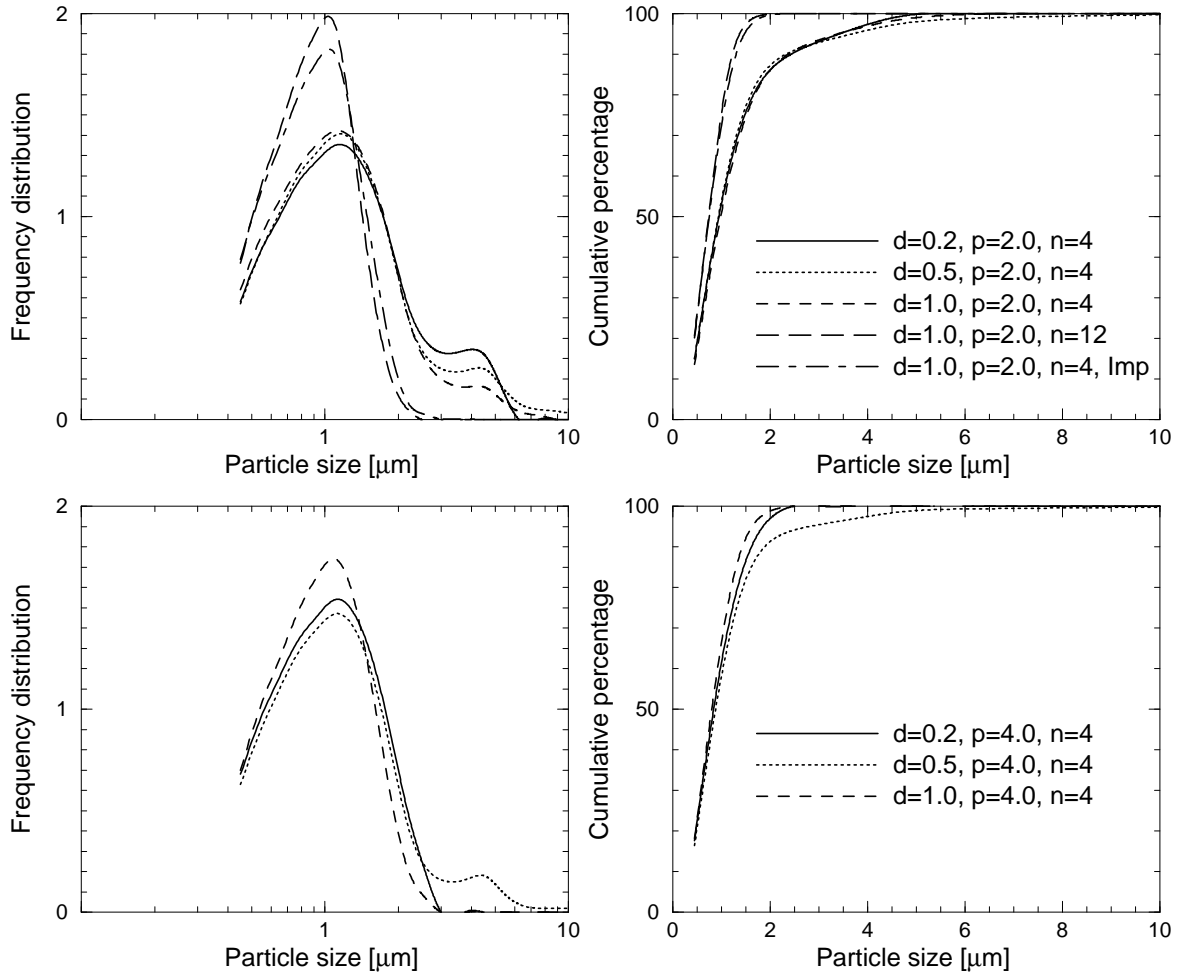 2
1
0
Frequency distribution
1
10
Particle size [μm]
100
50
0
Cumulative percentage
d=0.2, p=2.0, n=4
d=0.5, p=2.0, n=4
d=1.0, p=2.0, n=4
d=1.0, p=2.0, n=12
d=1.0, p=2.0, n=4, Imp
0 2 4 6 8 10
Particle size [μm]
2
1
0
Frequency distribution
1
10
Particle size [μm]
100
50
0
Cumulative percentage
d=0.2, p=4.0, n=4
d=0.5, p=4.0, n=4
d=1.0, p=4.0, n=4
0 2 4 6 8 10
Particle size [μm]